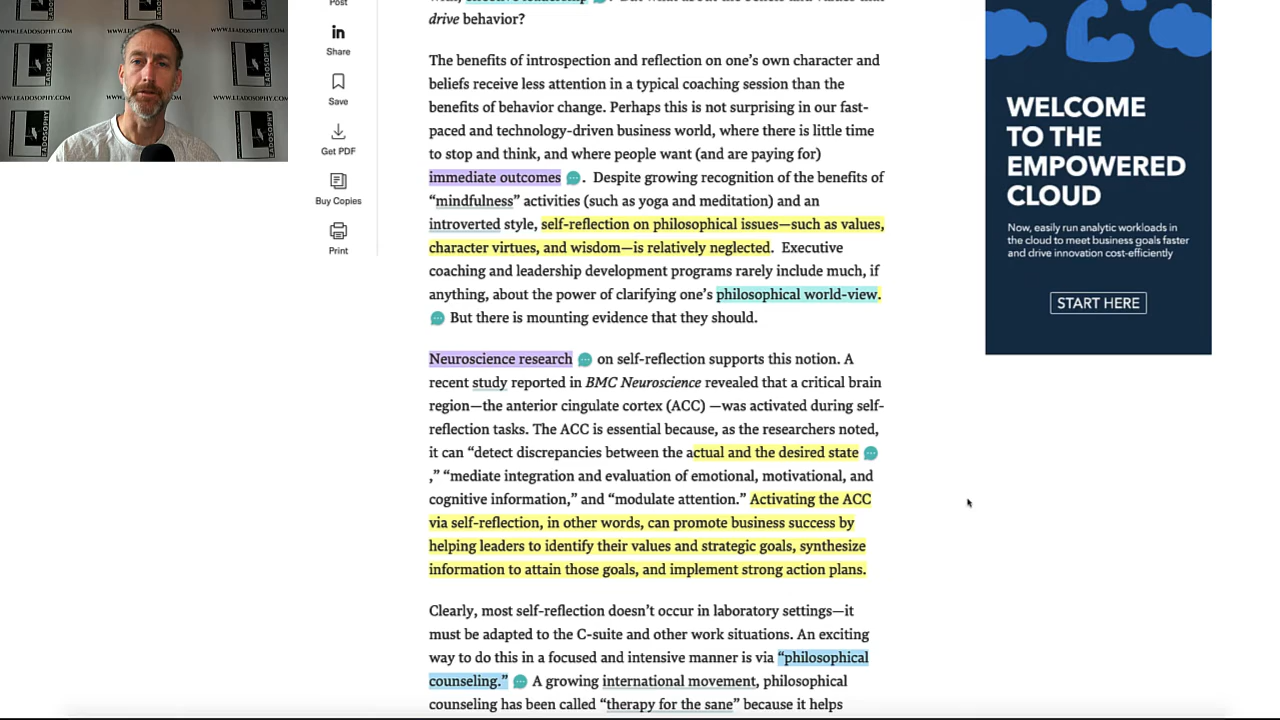 WWW.LEADOSOPHY.COM
WWW.LEADOSOPHY.COM
WWW.LEADOSOPHY.COM
LEADOSOPHY
LEADOSOPHY
Post
Share
Save
Get PDF
Buy Copies
Print
drive behavior?
The benefits of introspection and reflection on one’s own character and
beliefs receive less attention in a typical coaching session than the
benefits of behavior change. Perhaps this is not surprising in our fast-
paced and technology-driven business world, where there is little time
to stop and think, and where people want (and are paying for)
immediate outcomes . Despite growing recognition of the benefits of
“mindfulness” activities (such as yoga and meditation) and an
introverted style, self-reflection on philosophical issues—such as values,
character virtues, and wisdom—is relatively neglected. Executive
coaching and leadership development programs rarely include much, if
anything, about the power of clarifying one’s philosophical world-view.
But there is mounting evidence that they should.
Neuroscience research on self-reflection supports this notion. A
recent study reported in BMC Neuroscience revealed that a critical brain
region—the anterior cingulate cortex (ACC) —was activated during self-
reflection tasks. The ACC is essential because, as the researchers noted,
it can “detect discrepancies between the actual and the desired state
,” “mediate integration and evaluation of emotional, motivational, and
cognitive information,” and “modulate attention.” Activating the ACC
via self-reflection, in other words, can promote business success by
helping leaders to identify their values and strategic goals, synthesize
information to attain those goals, and implement strong action plans.
Clearly, most self-reflection doesn’t occur in laboratory settings—it
must be adapted to the C-suite and other work situations. An exciting
way to do this in a focused and intensive manner is via “philosophical
counseling.” A growing international movement, philosophical
counseling has been called “therapy for the sane” because it helps
WELCOME
TO THE
EMPOWERED
CLOUD
Now, easily run analytic workloads in
the cloud to meet business goals faster
and drive innovation cost-efficiently
START HERE